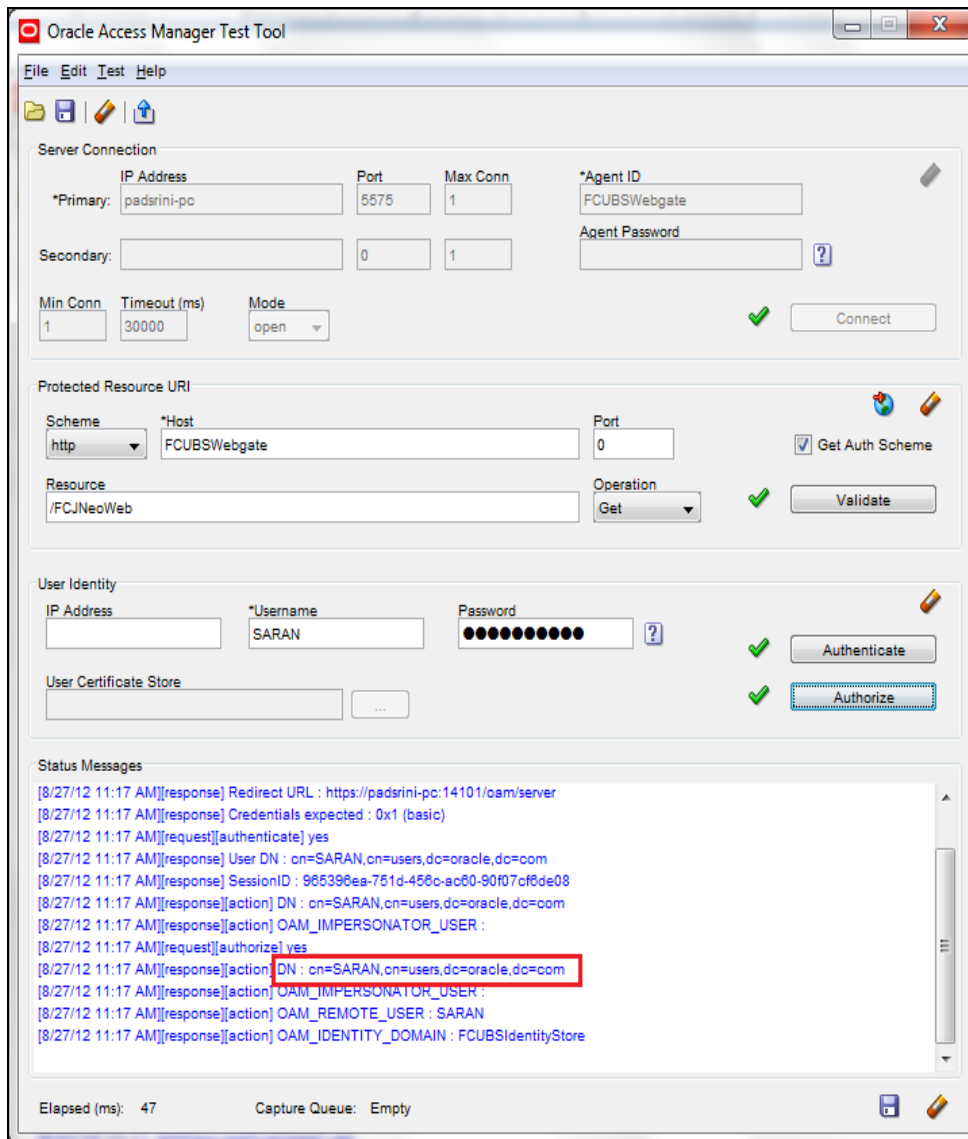 Oracle Access Manager Test Tool
File Edit Test Help
Server Connection
IP Address Port Max Conn *Agent ID
*Primary: padsrini-pc 5575 1 FCUBSWebgate
Agent Password
Secondary: 0 1 ?
Min Conn Timeout (ms) Mode
1 30000 open Connect
Protected Resource URI
Scheme *Host Port
http FCUBSWebgate 0 Get Auth Scheme
Resource Operation
/FCJNeoWeb Get Validate
User Identity
IP Address *Username Password
SARAN ●●●●●●●●●● ?
Authenticate
User Certificate Store
... Authorize
Status Messages
[8/27/12 11:17 AM][response] Redirect URL : https://padsrini-pc:14101/oam/server
[8/27/12 11:17 AM][response] Credentials expected : 0x1 (basic)
[8/27/12 11:17 AM][request][authenticate] yes
[8/27/12 11:17 AM][response] User DN : cn=SARAN,cn=users,dc=oracle,dc=com
[8/27/12 11:17 AM][response] SessionID : 965396ea-751d-456c-ac60-90f07cf6de08
[8/27/12 11:17 AM][response][action] DN : cn=SARAN,cn=users,dc=oracle,dc=com
[8/27/12 11:17 AM][response][action] OAM_IMPERSONATOR_USER :
[8/27/12 11:17 AM][request][authorize] yes
[8/27/12 11:17 AM][response][action] DN : cn=SARAN,cn=users,dc=oracle,dc=com
[8/27/12 11:17 AM][response][action] OAM_IMPERSONATOR_USER :
[8/27/12 11:17 AM][response][action] OAM_REMOTE_USER : SARAN
[8/27/12 11:17 AM][response][action] OAM_IDENTITY_DOMAIN : FCUBSIdentityStore
Elapsed (ms): 47 Capture Queue: Empty